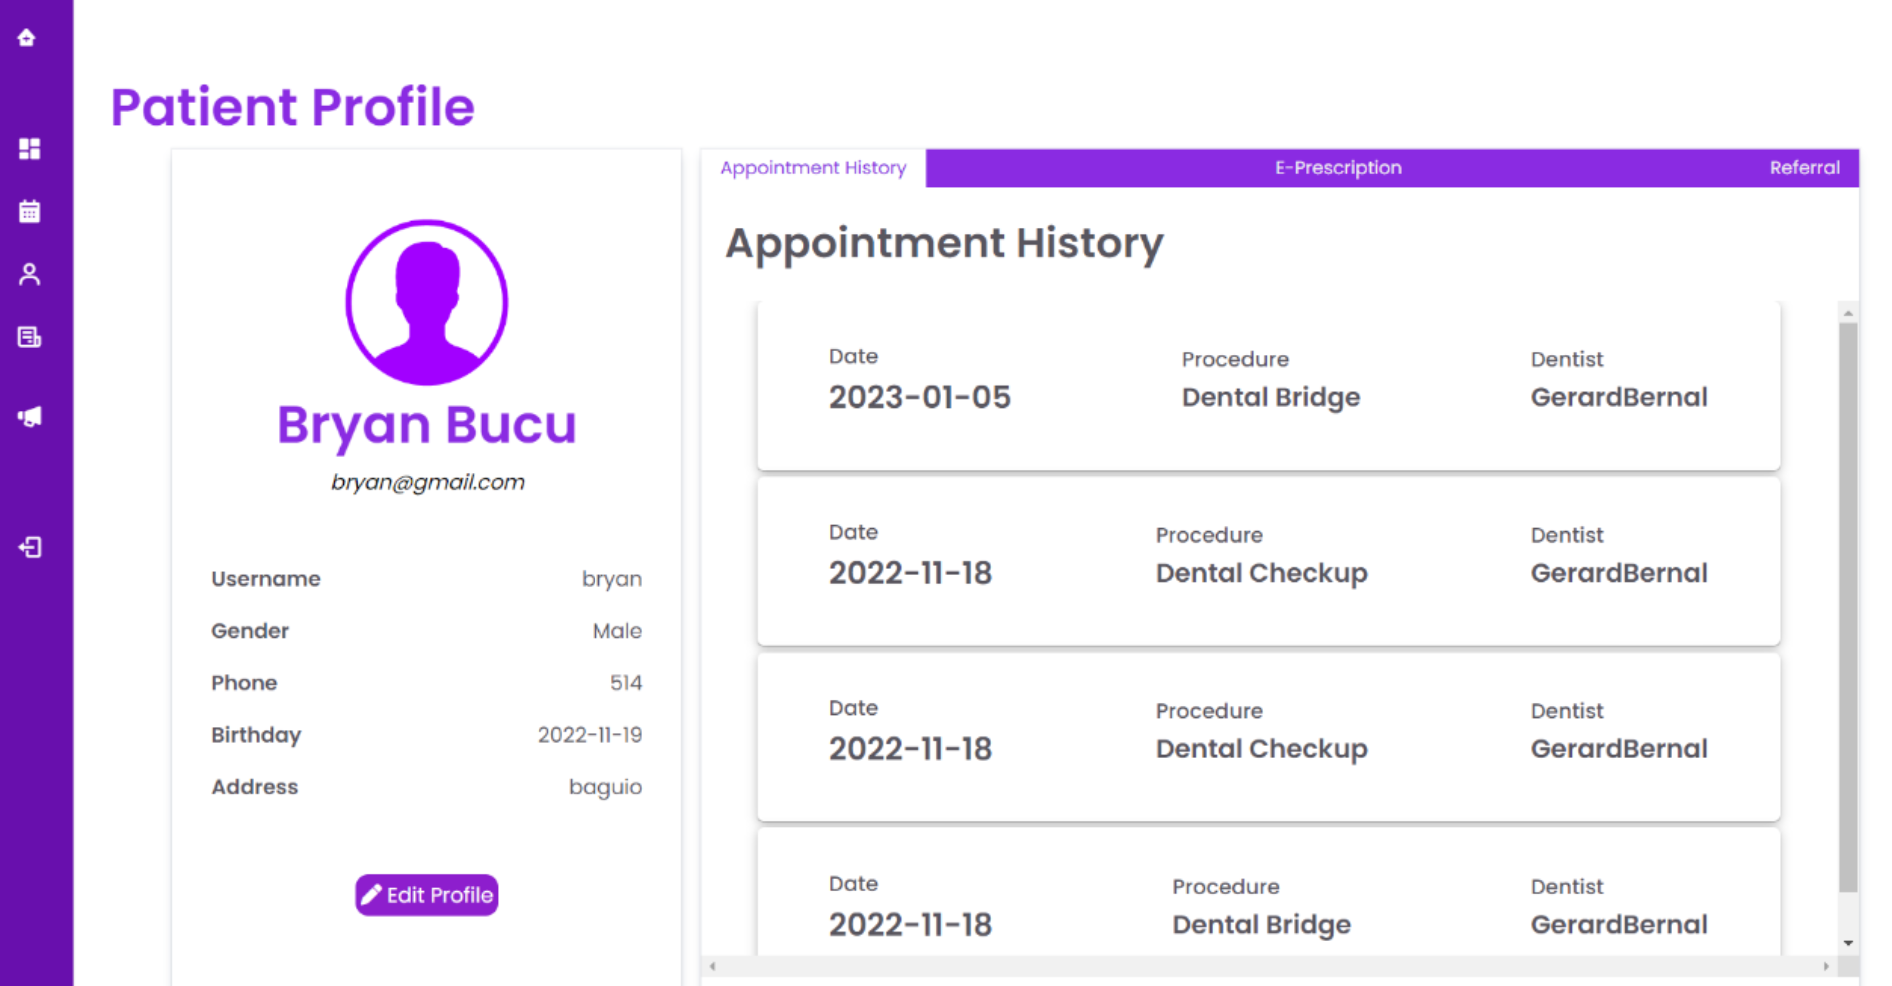 Patient Profile
Bryan Bucu
bryan@gmail.com
Username bryan
Gender Male
Phone 514
Birthday 2022-11-19
Address baguio
Edit Profile
Appointment History E-Prescription Referral
Appointment History
Date Procedure Dentist
2023-01-05 Dental Bridge GerardBernal
Date Procedure Dentist
2022-11-18 Dental Checkup GerardBernal
Date Procedure Dentist
2022-11-18 Dental Checkup GerardBernal
Date Procedure Dentist
2022-11-18 Dental Bridge GerardBernal